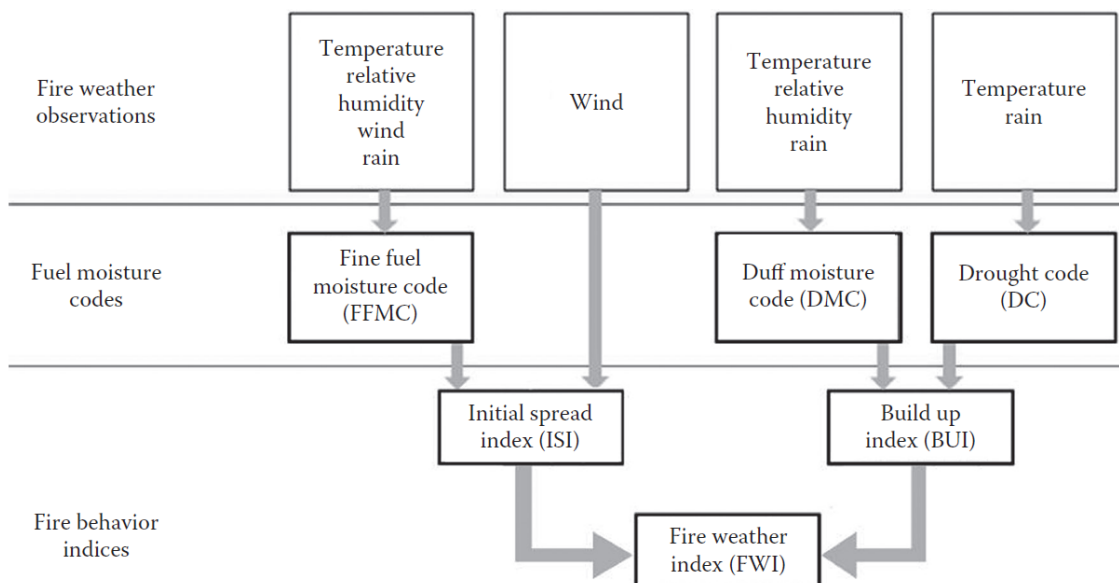 Fire weather
observations
Temperature
relative
humidity
wind
rain
Wind
Temperature
relative
humidity
rain
Temperature
rain
Fuel moisture
codes
Fine fuel
moisture code
(FFMC)
Duff moisture
code (DMC)
Drought code
(DC)
Initial spread
index (ISI)
Build up
index (BUI)
Fire behavior
indices
Fire weather
index (FWI)